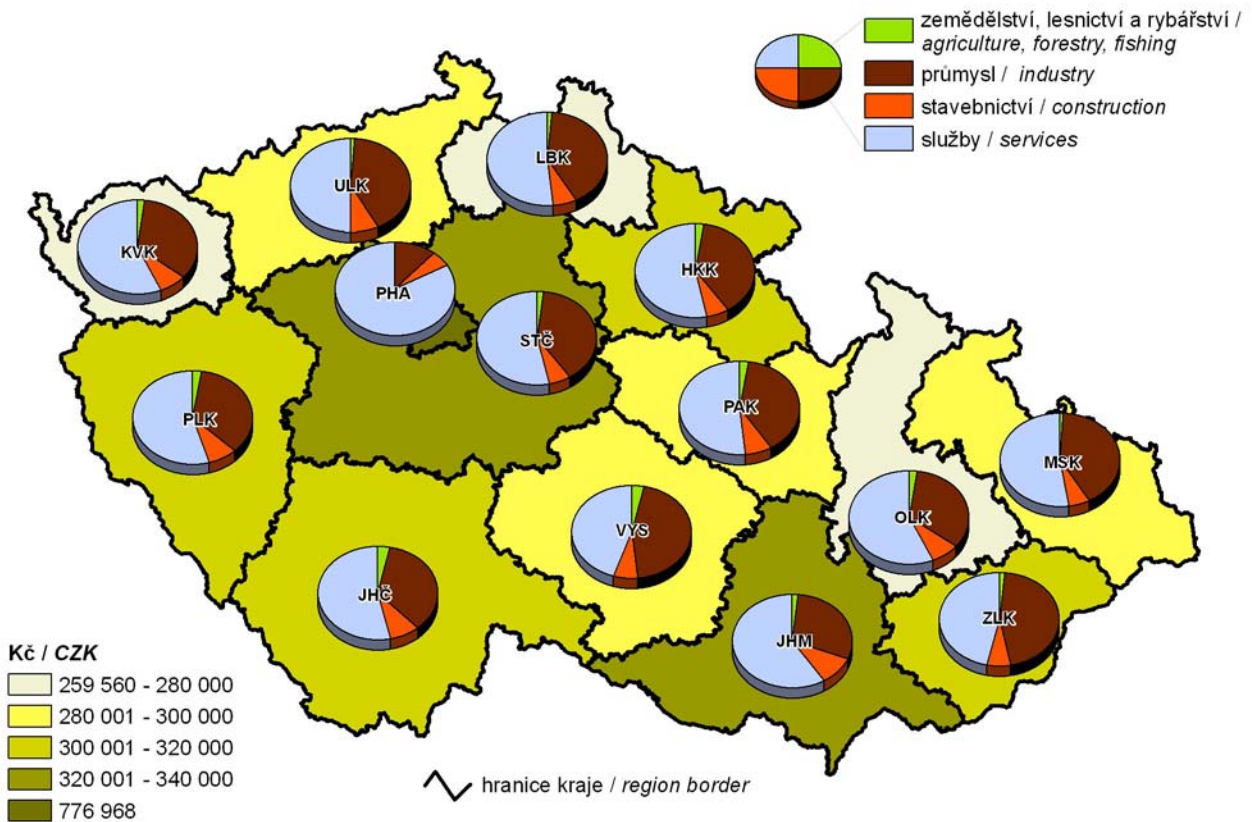 zemědělství, lesnictví a rybářství /
agriculture, forestry, fishing
průmysl / industry
stavebnictví / construction
služby / services
LBK
ULK
KVK
HKK
PHA
STČ
PAK
PLK
MSK
OLK
VYS
JHČ
ZLK
JHM
Kč / CZK
259 560 - 280 000
280 001 - 300 000
300 001 - 320 000
320 001 - 340 000
776 968
hranice kraje / region border